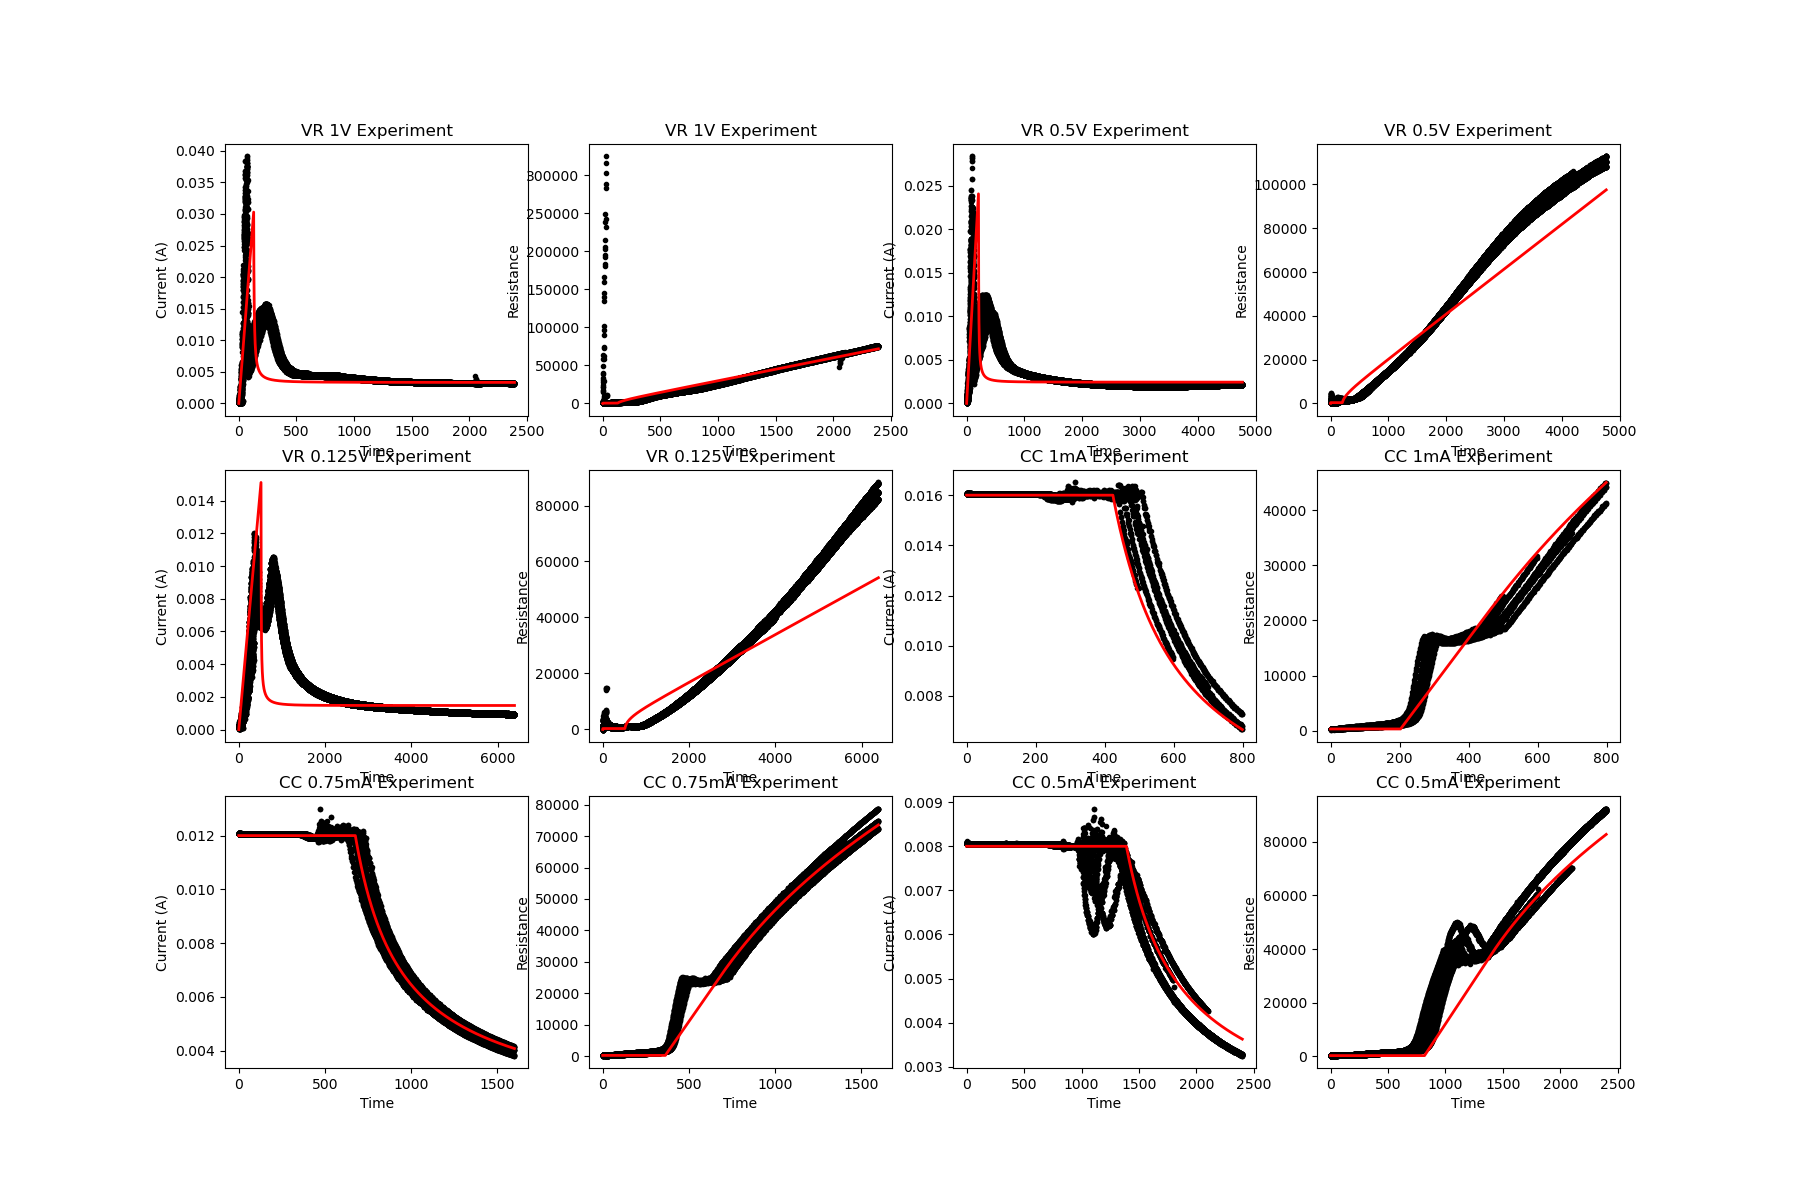 VR 1V Experiment
VR 1V Experiment
VR 0.5V Experiment
VR 0.5V Experiment
0.040
0.035
0.030
0.025
0.020
0.015
0.010
0.005
0.000
Current (A)
0 500 1000 1500 2000 2500
Time
300000
250000
200000
150000
100000
50000
0
Resistance
0 500 1000 1500 2000 2500
Time
0.025
0.020
0.015
0.010
0.005
0.000
Current (A)
0 1000 2000 3000 4000 5000
Time
100000
80000
60000
40000
20000
0
Resistance
0 1000 2000 3000 4000 5000
Time
VR 0.125V Experiment
VR 0.125V Experiment
CC 1mA Experiment
CC 1mA Experiment
0.014
0.012
0.010
0.008
0.006
0.004
0.002
0.000
Current (A)
0 2000 4000 6000
Time
80000
60000
40000
20000
0
Resistance
0 2000 4000 6000
Time
0.016
0.014
0.012
0.010
0.008
Current (A)
0 200 400 600 800
Time
40000
30000
20000
10000
0
Resistance
0 200 400 600 800
Time
CC 0.75mA Experiment
CC 0.75mA Experiment
CC 0.5mA Experiment
CC 0.5mA Experiment
0.012
0.010
0.008
0.006
0.004
Current (A)
0 500 1000 1500
Time
80000
70000
60000
50000
40000
30000
20000
10000
0
Resistance
0 500 1000 1500
Time
0.009
0.008
0.007
0.006
0.005
0.004
0.003
Current (A)
0 500 1000 1500 2000 2500
Time
80000
60000
40000
20000
0
Resistance
0 500 1000 1500 2000 2500
Time